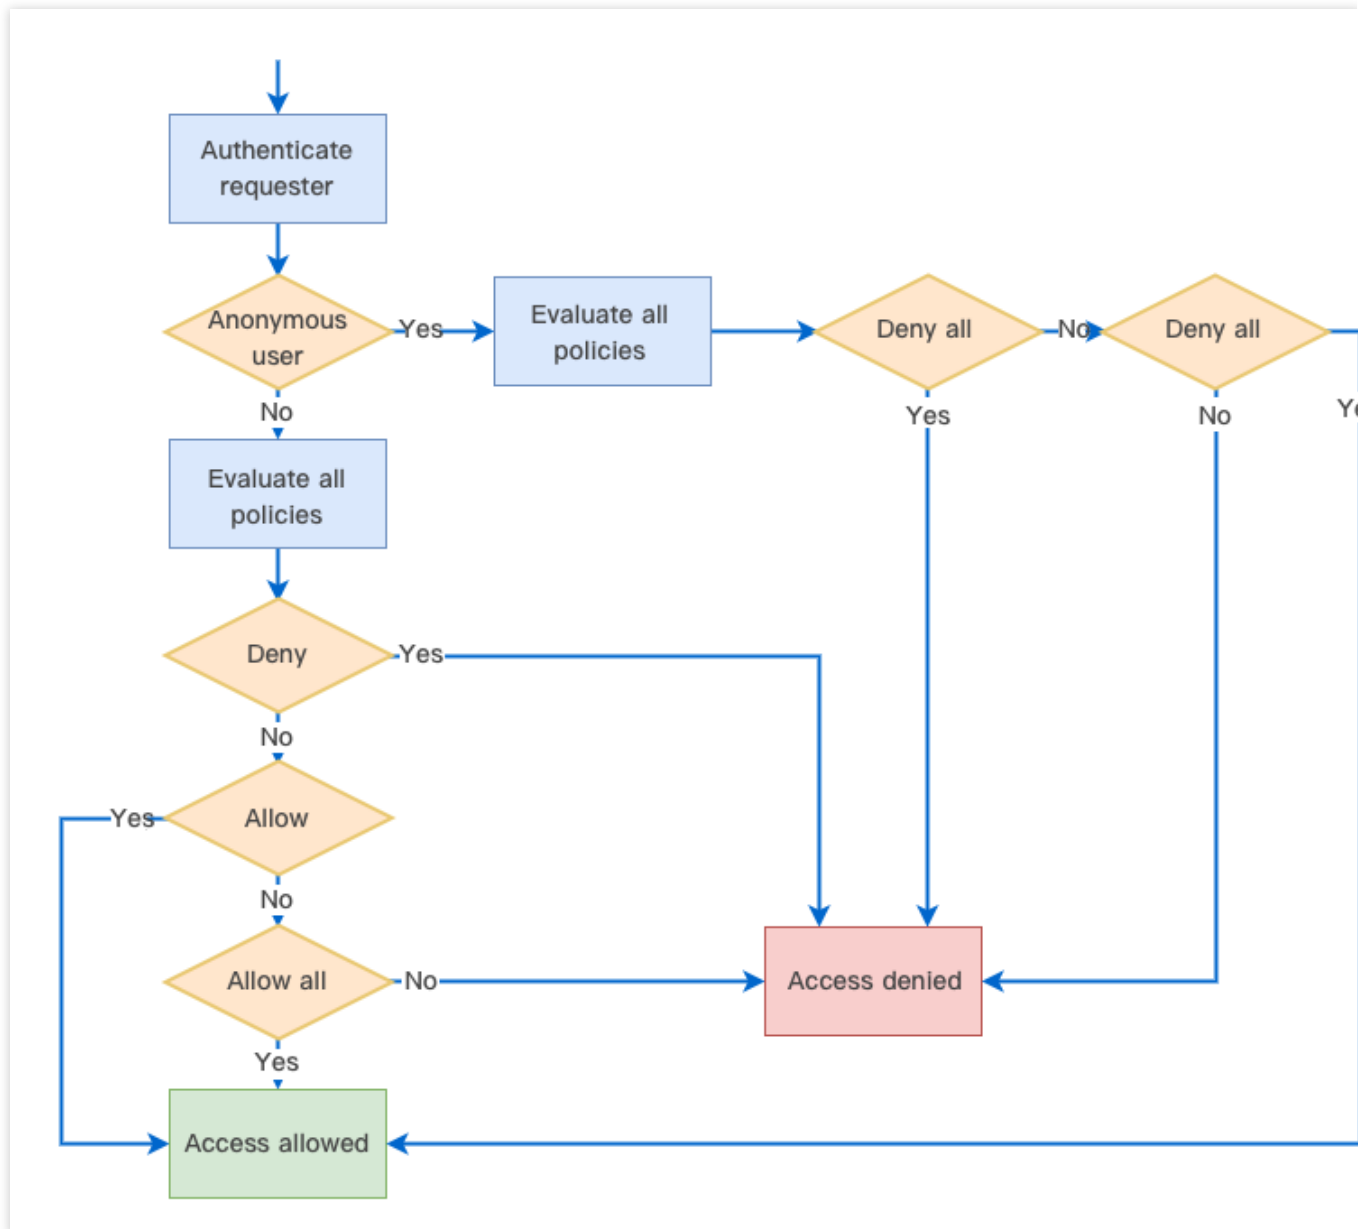 Authenticate
requester
Anonymous
user
Yes
Evaluate all
policies
Deny all
No
Deny all
No
Yes
No
Evaluate all
policies
Deny
Yes
No
Allow
Yes
No
Allow all
No
Access denied
Yes
Access allowed